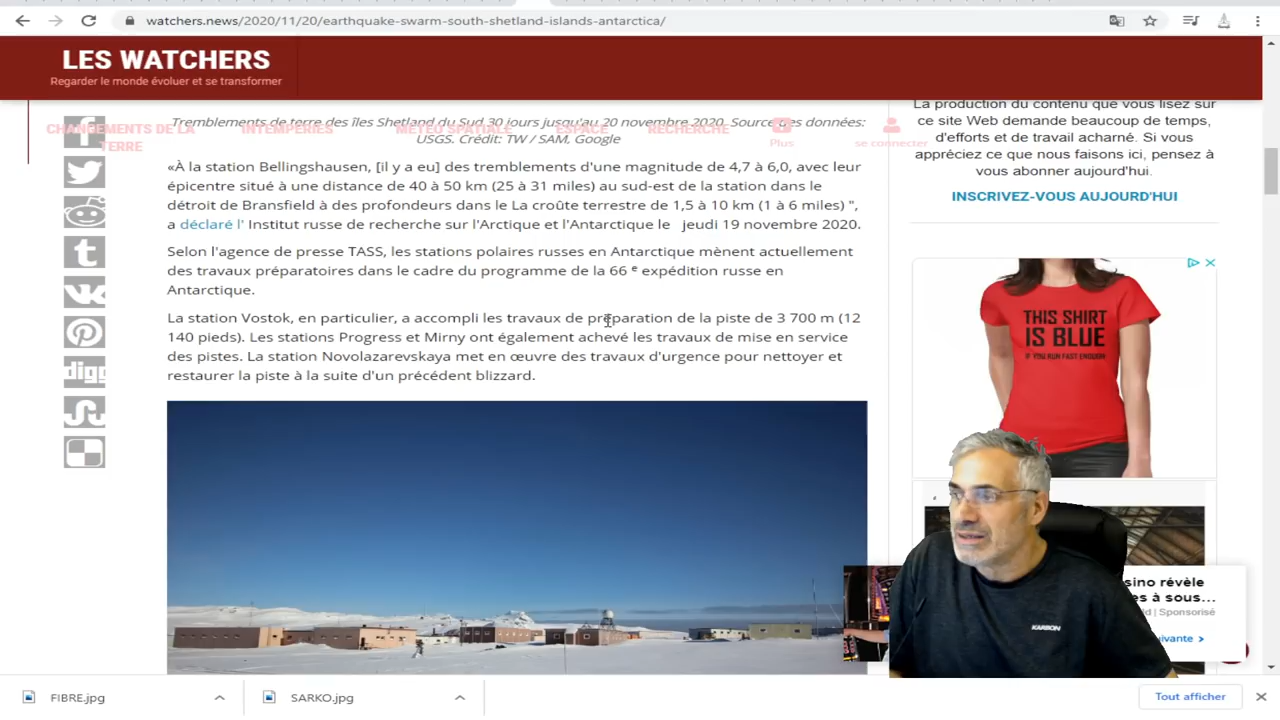 watchers.news/2020/11/20/earthquake-swarm-south-shetland-islands-antarctica/
LES WATCHERS
Regarder le monde évoluer et se transformer
CHANGEMENTS DE LA TERRE
INTEMPÉRIES
MÉTÉO SPATIALE
ESPACE
RECHERCHE
Plus
se connecter
Tremblements de terre des îles Shetland du Sud 30 jours jusqu'au 20 novembre 2020. Source des données:
USGS. Crédit: TW / SAM, Google
«À la station Bellingshausen, [il y a eu] des tremblements d'une magnitude de 4,7 à 6,0, avec leur
épicentre situé à une distance de 40 à 50 km (25 à 31 miles) au sud-est de la station dans le
détroit de Bransfield à des profondeurs dans le La croûte terrestre de 1,5 à 10 km (1 à 6 miles) ",
a déclaré l' Institut russe de recherche sur l'Arctique et l'Antarctique le jeudi 19 novembre 2020.
Selon l'agence de presse TASS, les stations polaires russes en Antarctique mènent actuellement
des travaux préparatoires dans le cadre du programme de la 66 e expédition russe en
Antarctique.
La station Vostok, en particulier, a accompli les travaux de préparation de la piste de 3 700 m (12
140 pieds). Les stations Progress et Mirny ont également achevé les travaux de mise en service
des pistes. La station Novolazarevskaya met en œuvre des travaux d'urgence pour nettoyer et
restaurer la piste à la suite d'un précédent blizzard.
digg
La production du contenu que vous lisez sur
ce site Web demande beaucoup de temps,
d'efforts et de travail acharné. Si vous
appréciez ce que nous faisons ici, pensez à
vous abonner aujourd'hui.
INSCRIVEZ-VOUS AUJOURD'HUI
THIS SHIRT
IS BLUE
IF YOU RUN FAST ENOUGH
KARBON
sino révèle
es à sous...
ld | Sponsorisé
uivante >
FIBRE.jpg
SARKO.jpg
Tout afficher